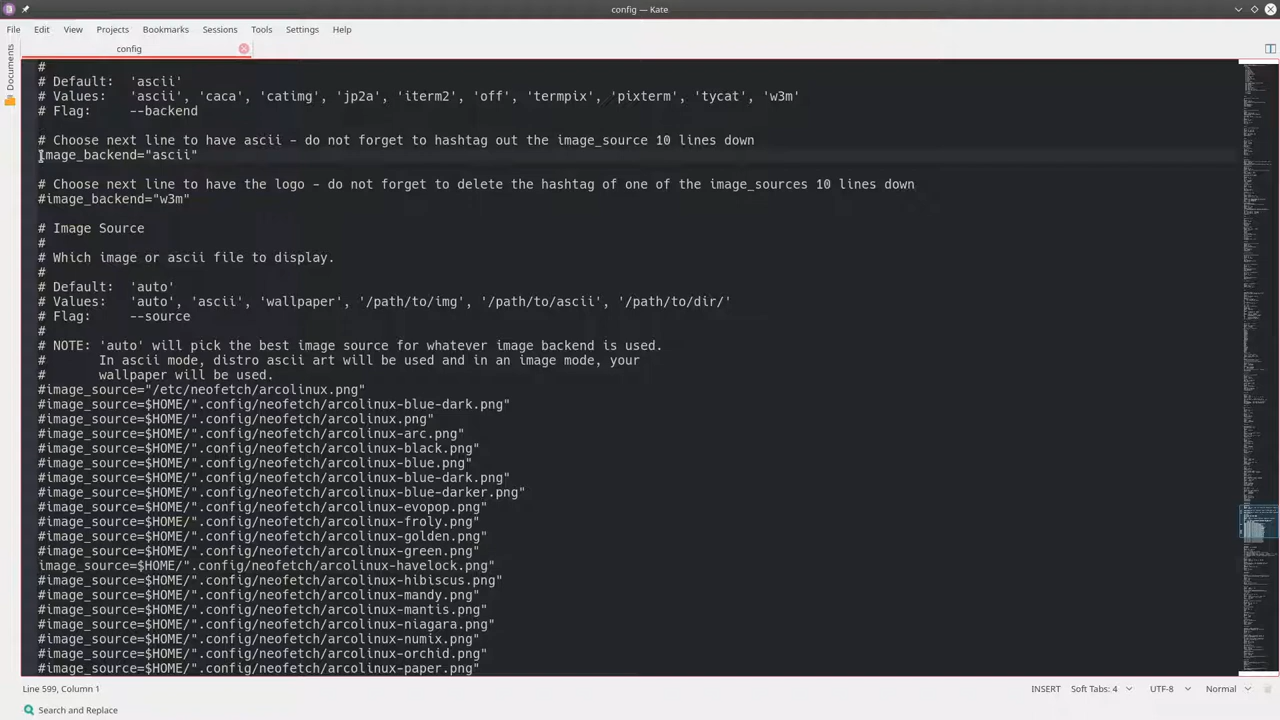 config — Kate
File Edit View Projects Bookmarks Sessions Tools Settings Help
Documents
config
#
# Default:  'ascii'
# Values:   'ascii', 'caca', 'catimg', 'jp2a', 'iterm2', 'off', 'termpix', 'pixterm', 'tycat', 'w3m'
# Flag:     --backend
# Choose next line to have ascii - do not forget to hashtag out the image_source 10 lines down
image_backend="ascii"
# Choose next line to have the logo - do not forget to delete the hshtag of one of the image_sources 10 lines down
#image_backend="w3m"
# Image Source
#
# Which image or ascii file to display.
#
# Default:  'auto'
# Values:   'auto', 'ascii', 'wallpaper', '/path/to/img', '/path/to/ascii', '/path/to/dir/'
# Flag:     --source
#
# NOTE: 'auto' will pick the best image source for whatever image backend is used.
#       In ascii mode, distro ascii art will be used and in an image mode, your
#       wallpaper will be used.
#image_source="/etc/neofetch/arcolinux.png"
#image_source=$HOME/".config/neofetch/arcolinux-blue-dark.png"
#image_source=$HOME/".config/neofetch/arcolinux.png"
#image_source=$HOME/".config/neofetch/arcolinux-arc.png"
#image_source=$HOME/".config/neofetch/arcolinux-black.png"
#image_source=$HOME/".config/neofetch/arcolinux-blue.png"
#image_source=$HOME/".config/neofetch/arcolinux-blue-dark.png"
#image_source=$HOME/".config/neofetch/arcolinux-blue-darker.png"
#image_source=$HOME/".config/neofetch/arcolinux-evopop.png"
#image_source=$HOME/".config/neofetch/arcolinux-froly.png"
#image_source=$HOME/".config/neofetch/arcolinux-golden.png"
#image_source=$HOME/".config/neofetch/arcolinux-green.png"
image_source=$HOME/".config/neofetch/arcolinux-havelock.png"
#image_source=$HOME/".config/neofetch/arcolinux-hibiscus.png"
#image_source=$HOME/".config/neofetch/arcolinux-mandy.png"
#image_source=$HOME/".config/neofetch/arcolinux-mantis.png"
#image_source=$HOME/".config/neofetch/arcolinux-niagara.png"
#image_source=$HOME/".config/neofetch/arcolinux-numix.png"
#image_source=$HOME/".config/neofetch/arcolinux-orchid.png"
#image_source=$HOME/".config/neofetch/arcolinux-paper.png"
Line 599, Column 1 INSERT Soft Tabs: 4 UTF-8 Normal
Search and Replace